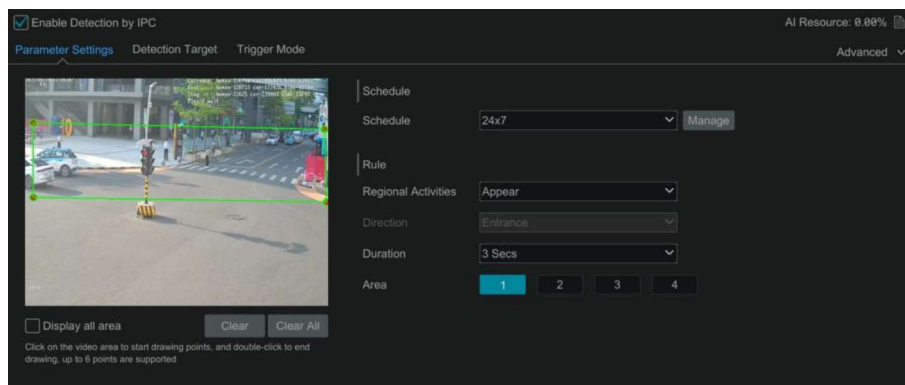 Enable Detection by IPC
AI Resource: 0.00%
Parameter Settings Detection Target Trigger Mode
Advanced
Schedule
Schedule 24x7 Manage
Rule
Regional Activities Appear
Direction Entrance
Duration 3 Secs
Area 1 2 3 4
Display all area Clear Clear All
Click on the video area to start drawing points, and double-click to end
drawing, up to 6 points are supported